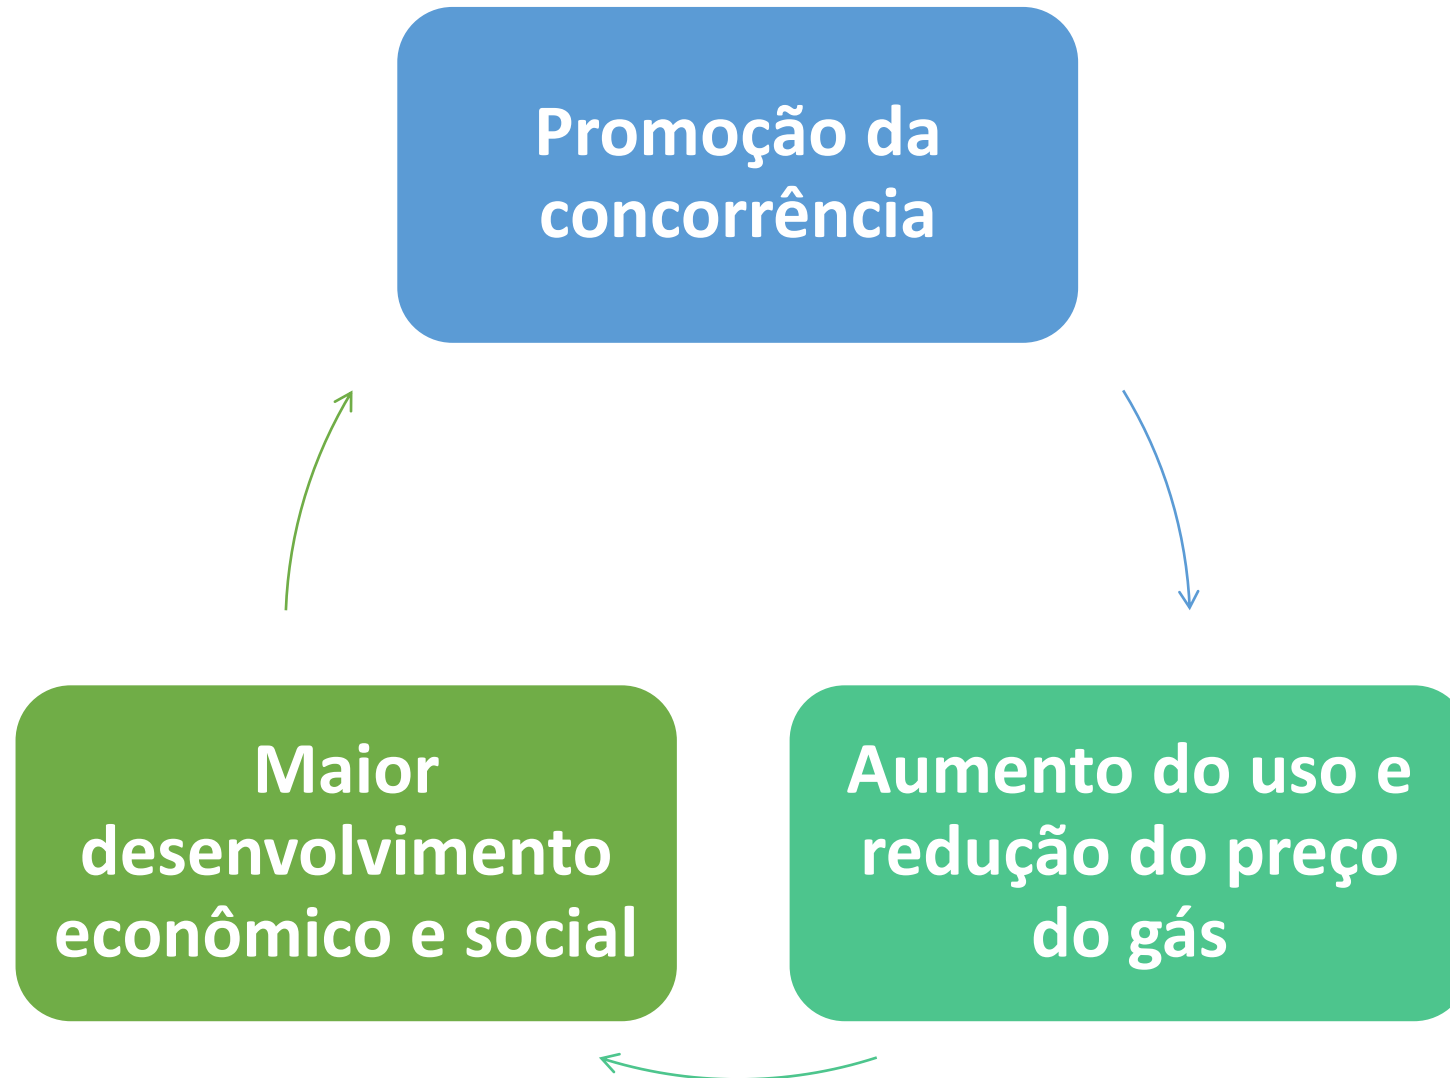 Promoção da
concorrência
Maior
desenvolvimento
econômico e social
Aumento do uso e
redução do preço
do gás